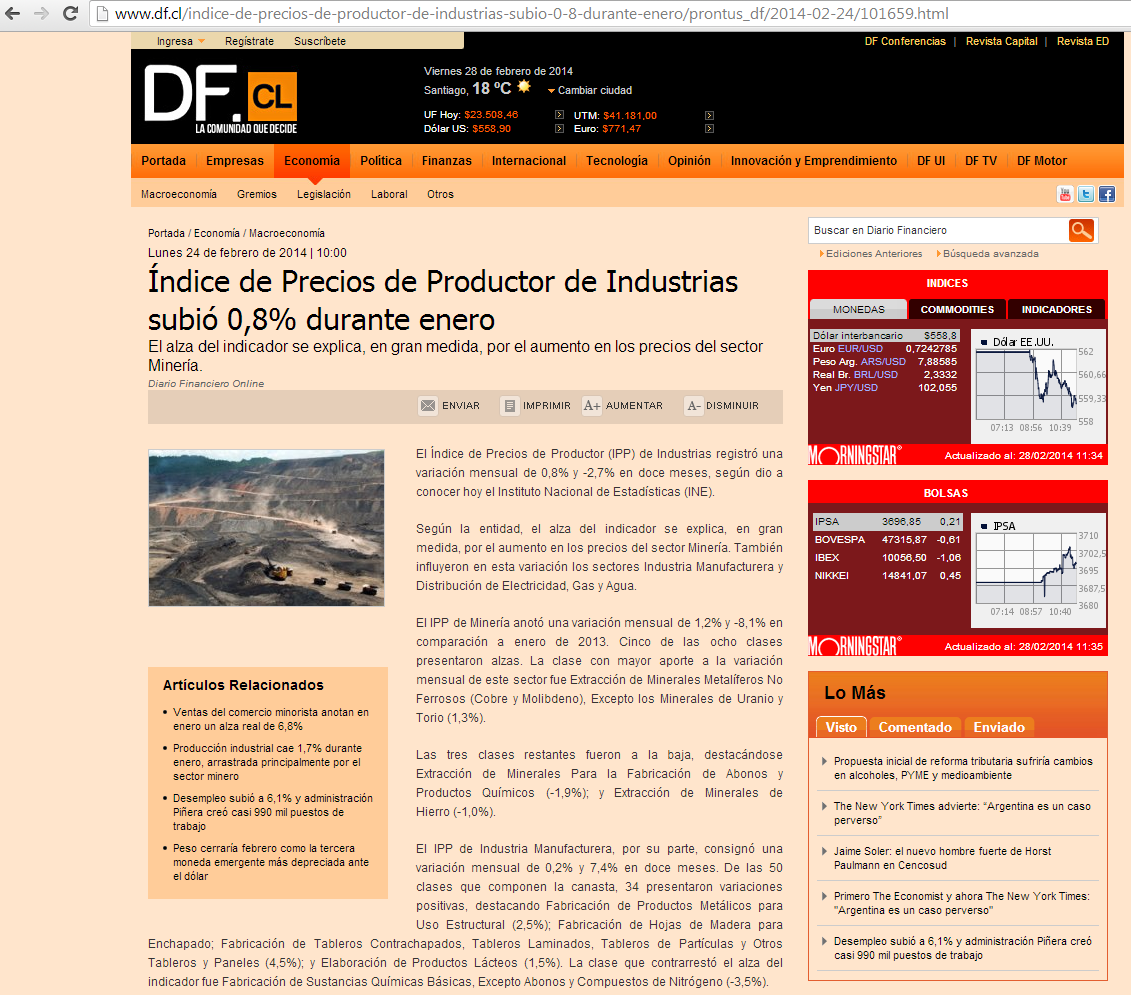 www.df.cl/indice-de-precios-de-productor-de-industrias-subio-0-8-durante-enero/prontus_df/2014-02-24/101659.html
Ingresa Regístrate Suscríbete
DF Conferencias | Revista Capital | Revista ED
DF.CL
LA COMUNIDAD QUE DECIDE
Viernes 28 de febrero de 2014
Santiago, 18 ºC Cambiar ciudad
UF Hoy: $23.508,46 UTM: $41.181,00
Dólar US: $558,90 Euro: $771,47
Portada Empresas Economía Política Finanzas Internacional Tecnología Opinión Innovación y Emprendimiento DF UI DF TV DF Motor
Macroeconomía Gremios Legislación Laboral Otros
Portada / Economía / Macroeconomía
Lunes 24 de febrero de 2014 | 10:00
Índice de Precios de Productor de Industrias
subió 0,8% durante enero
El alza del indicador se explica, en gran medida, por el aumento en los precios del sector
Minería.
Diario Financiero Online
ENVIAR IMPRIMIR A+ AUMENTAR A- DISMINUIR
El Índice de Precios de Productor (IPP) de Industrias registró una
variación mensual de 0,8% y -2,7% en doce meses, según dio a
conocer hoy el Instituto Nacional de Estadísticas (INE).
Según la entidad, el alza del indicador se explica, en gran
medida, por el aumento en los precios del sector Minería. También
influyeron en esta variación los sectores Industria Manufacturera y
Distribución de Electricidad, Gas y Agua.
El IPP de Minería anotó una variación mensual de 1,2% y -8,1% en
comparación a enero de 2013. Cinco de las ocho clases
presentaron alzas. La clase con mayor aporte a la variación
mensual de este sector fue Extracción de Minerales Metalíferos No
Ferrosos (Cobre y Molibdeno), Excepto los Minerales de Uranio y
Torio (1,3%).
Las tres clases restantes fueron a la baja, destacándose
Extracción de Minerales Para la Fabricación de Abonos y
Productos Químicos (-1,9%); y Extracción de Minerales de
Hierro (-1,0%).
El IPP de Industria Manufacturera, por su parte, consignó una
variación mensual de 0,2% y 7,4% en doce meses. De las 50
clases que componen la canasta, 34 presentaron variaciones
positivas, destacando Fabricación de Productos Metálicos para
Uso Estructural (2,5%); Fabricación de Hojas de Madera para
Enchapado; Fabricación de Tableros Contrachapados, Tableros Laminados, Tableros de Partículas y Otros
Tableros y Paneles (4,5%); y Elaboración de Productos Lácteos (1,5%). La clase que contrarrestó el alza del
indicador fue Fabricación de Sustancias Químicas Básicas, Excepto Abonos y Compuestos de Nitrógeno (-3,5%).
Artículos Relacionados
Ventas del comercio minorista anotan en
enero un alza real de 6,8%
Producción industrial cae 1,7% durante
enero, arrastrada principalmente por el
sector minero
Desempleo subió a 6,1% y administración
Piñera creó casi 990 mil puestos de
trabajo
Peso cerraría febrero como la tercera
moneda emergente más depreciada ante
el dólar
Buscar en Diario Financiero
Ediciones Anteriores Búsqueda avanzada
INDICES
MONEDAS COMMODITIES INDICADORES
Dólar interbancario $558,8
Euro EUR/USD 0,7242785
Peso Arg. ARS/USD 7,88585
Real Br. BRL/USD 2,3332
Yen JPY/USD 102,055
Dólar EE.UU.
562
560,66
559,33
558
07:13 08:56 10:39
MORNINGSTAR® Actualizado al: 28/02/2014 11:34
BOLSAS
IPSA 3696,85 0,21
BOVESPA 47315,87 -0,61
IBEX 10056,50 -1,06
NIKKEI 14841,07 0,45
IPSA
3710
3702,5
3695
3687,5
3680
07:14 08:57 10:40
MORNINGSTAR® Actualizado al: 28/02/2014 11:35
Lo Más
Visto Comentado Enviado
Propuesta inicial de reforma tributaria sufriría cambios
en alcoholes, PYME y medioambiente
The New York Times advierte: “Argentina es un caso
perverso”
Jaime Soler: el nuevo hombre fuerte de Horst
Paulmann en Cencosud
Primero The Economist y ahora The New York Times:
"Argentina es un caso perverso"
Desempleo subió a 6,1% y administración Piñera creó
casi 990 mil puestos de trabajo